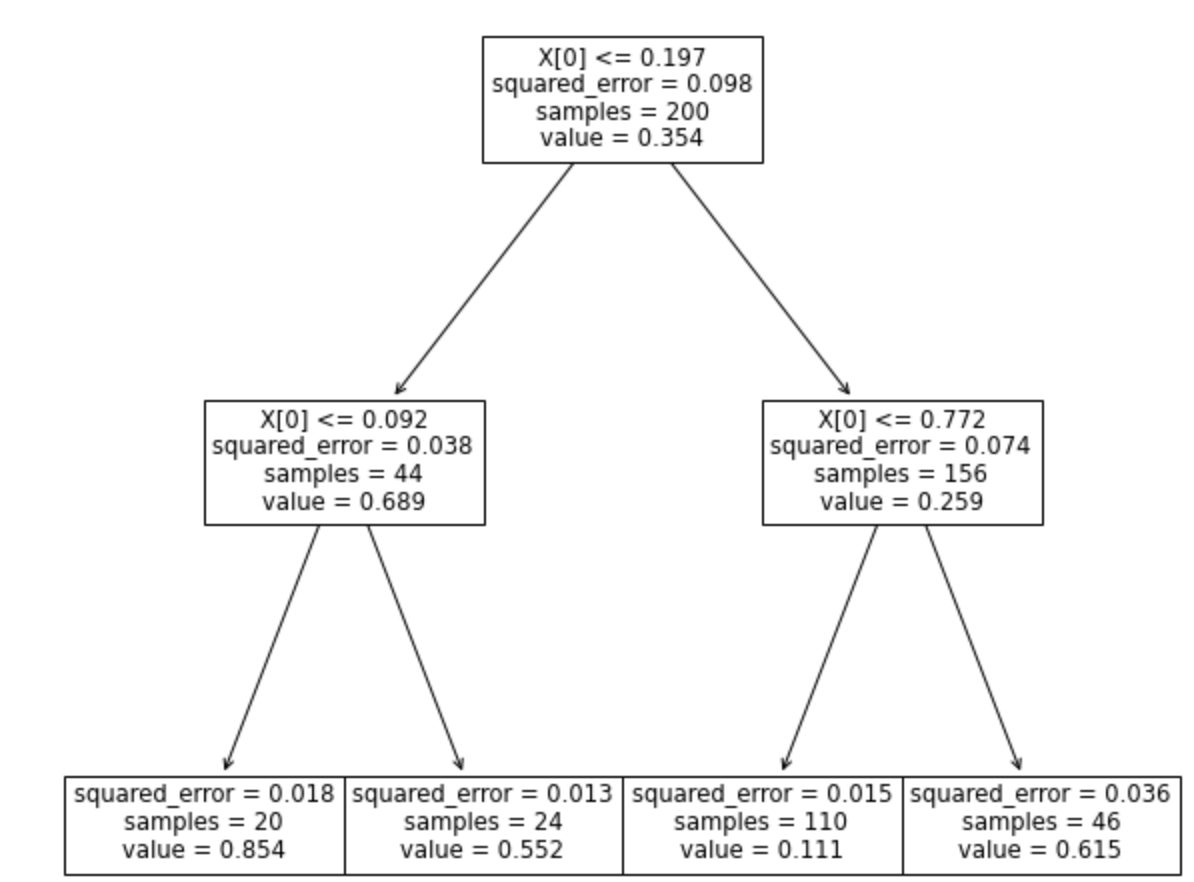 X[0] <= 0.197
squared_error = 0.098
samples = 200
value = 0.354
X[0] <= 0.092
squared_error = 0.038
samples = 44
value = 0.689
X[0] <= 0.772
squared_error = 0.074
samples = 156
value = 0.259
squared_error = 0.018
samples = 20
value = 0.854
squared_error = 0.013
samples = 24
value = 0.552
squared_error = 0.015
samples = 110
value = 0.111
squared_error = 0.036
samples = 46
value = 0.615